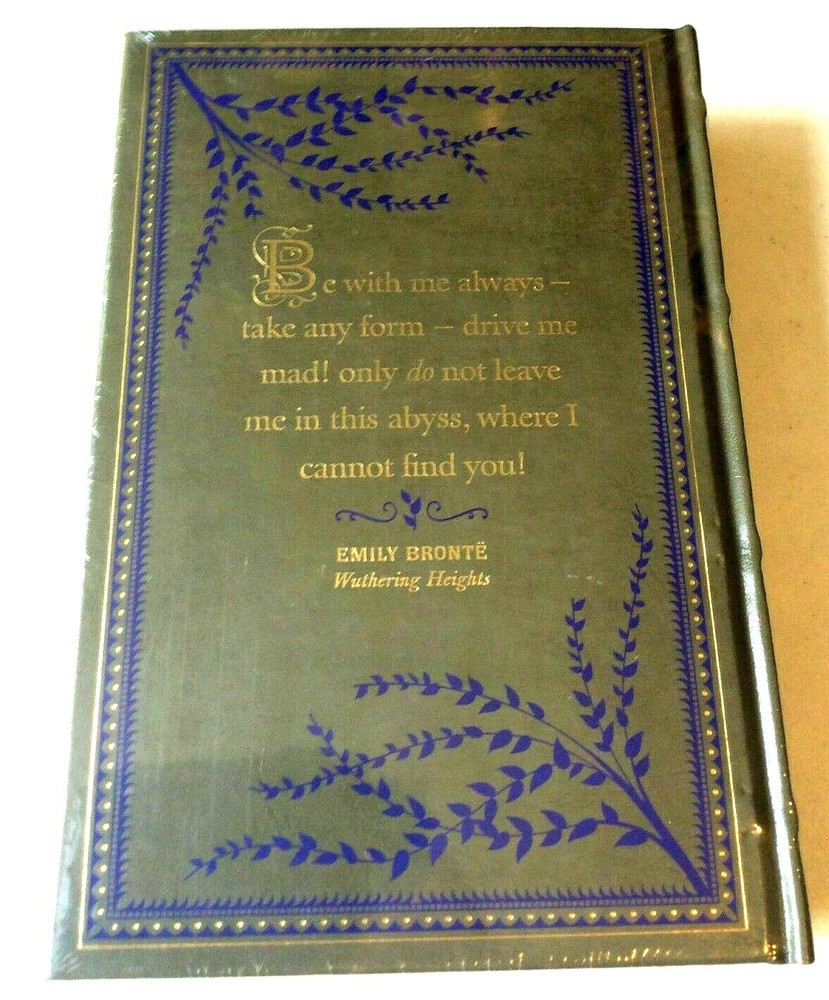 Be with me always –
take any form – drive me
mad! only do not leave
me in this abyss, where I
cannot find you!
EMILY BRONTË
Wuthering Heights